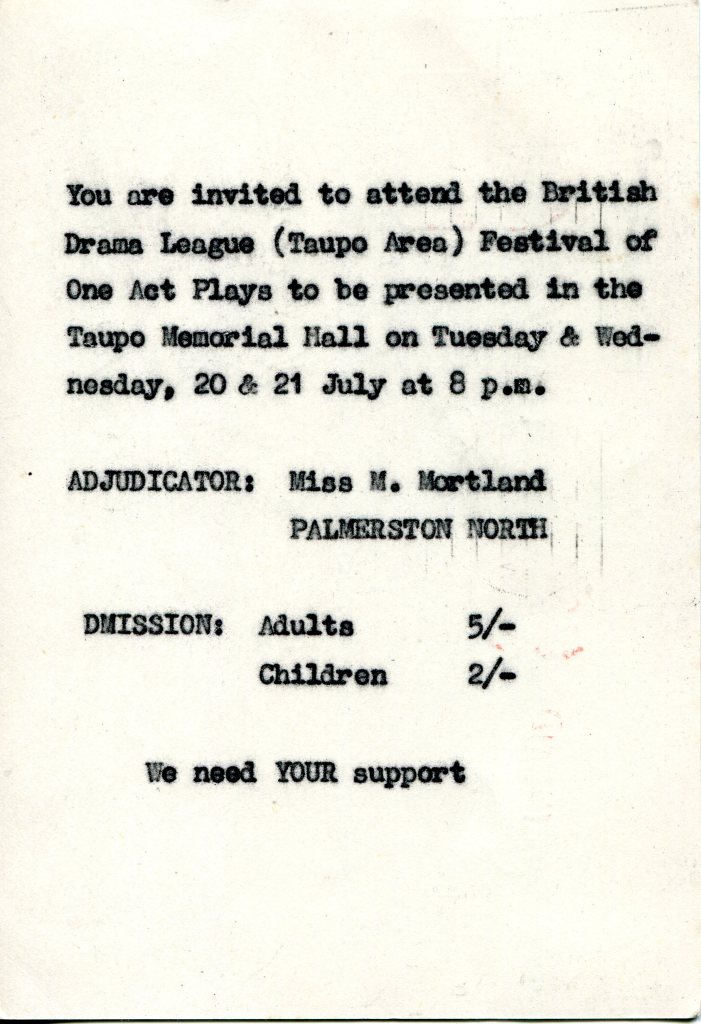 You are invited to attend the British
Drama League (Taupo Area) Festival of
One Act Plays to be presented in the
Taupo Memorial Hall on Tuesday & Wed-
nesday, 20 & 21 July at 8 p.m.
ADJUDICATOR: Miss M. Mortland
PALMERSTON NORTH
DMISSION: Adults 5/-
Children 2/-
We need YOUR support